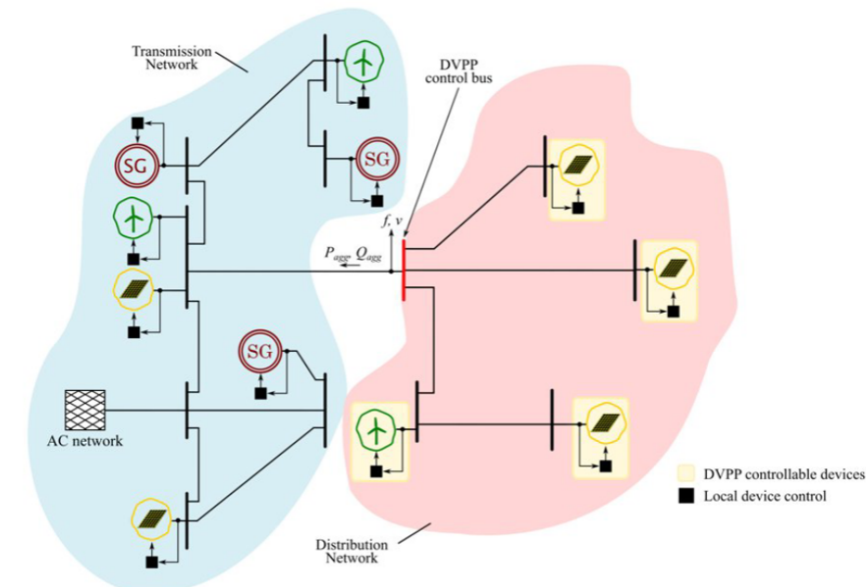 Transmission
Network
DVPP
control bus
SG
SG
f, v
P_agg, Q_agg
SG
AC network
DVPP controllable devices
Local device control
Distribution
Network